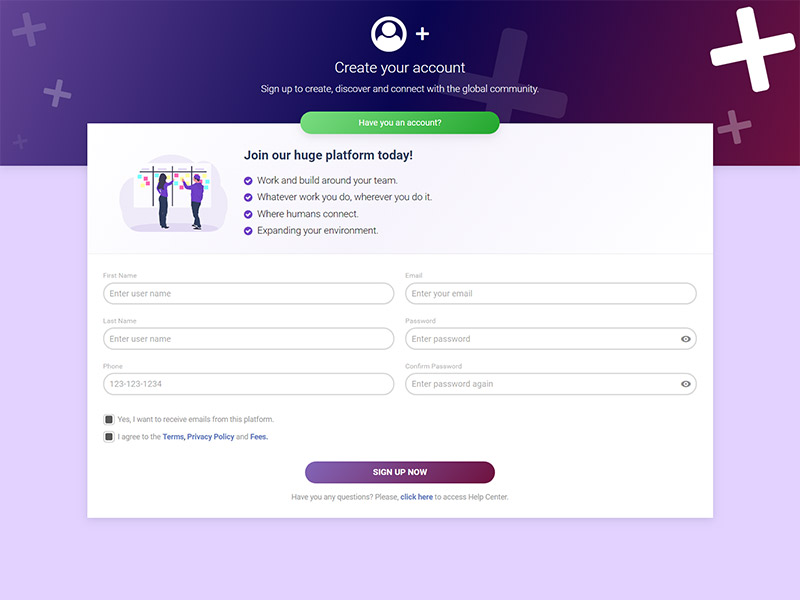 Create your account
Sign up to create, discover and connect with the global community.
Have you an account?
Join our huge platform today!
Work and build around your team.
Whatever work you do, wherever you do it.
Where humans connect.
Expanding your environment.
First Name
Enter user name
Email
Enter your email
Last Name
Enter user name
Password
Enter password
Phone
123-123-1234
Confirm Password
Enter password again
Yes, I want to receive emails from this platform.
I agree to the Terms, Privacy Policy and Fees.
SIGN UP NOW
Have you any questions? Please, click here to access Help Center.